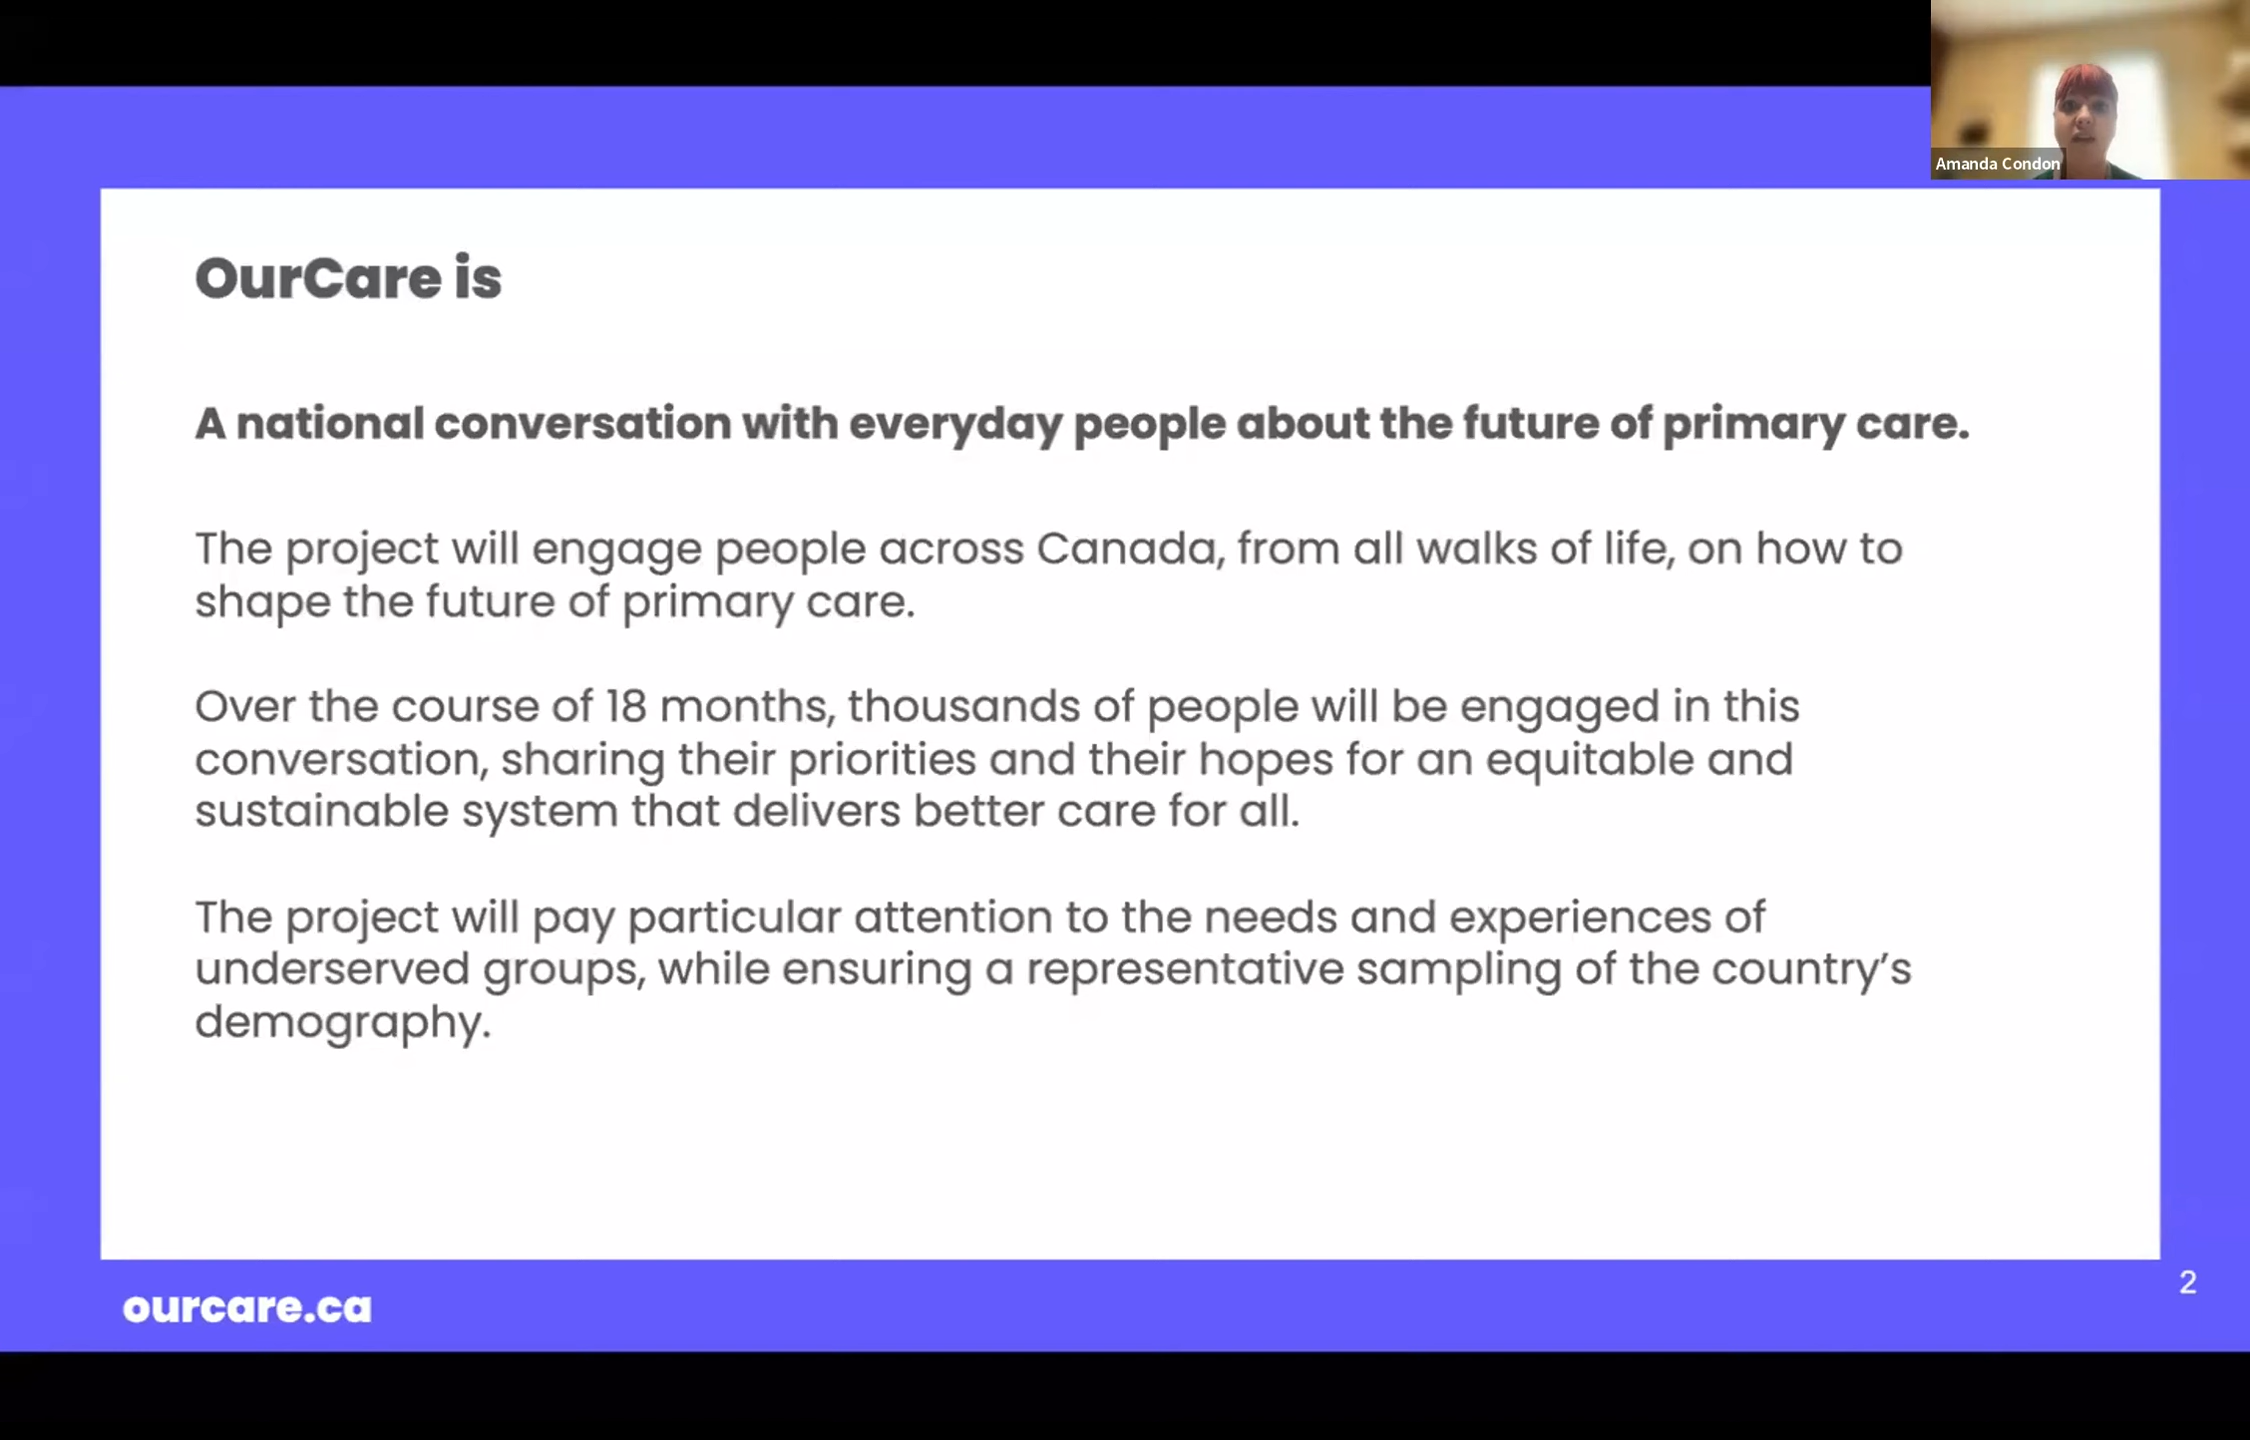 Amanda Condon
OurCare is
A national conversation with everyday people about the future of primary care.
The project will engage people across Canada, from all walks of life, on how to
shape the future of primary care.
Over the course of 18 months, thousands of people will be engaged in this
conversation, sharing their priorities and their hopes for an equitable and
sustainable system that delivers better care for all.
The project will pay particular attention to the needs and experiences of
underserved groups, while ensuring a representative sampling of the country’s
demography.
2
ourcare.ca